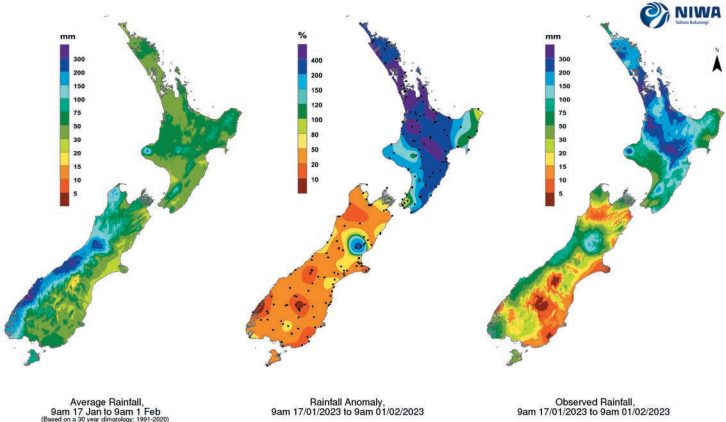 NIWA
Taihoro Nukurangi
N
mm
300
200
150
100
75
50
30
20
15
10
5
%
400
200
150
120
100
80
50
20
10
mm
300
200
150
100
75
50
30
20
15
10
5
Average Rainfall,
9am 17 Jan to 9am 1 Feb
(Based on a 30 year climatology: 1991-2020)
Rainfall Anomaly,
9am 17/01/2023 to 9am 01/02/2023
Observed Rainfall,
9am 17/01/2023 to 9am 01/02/2023